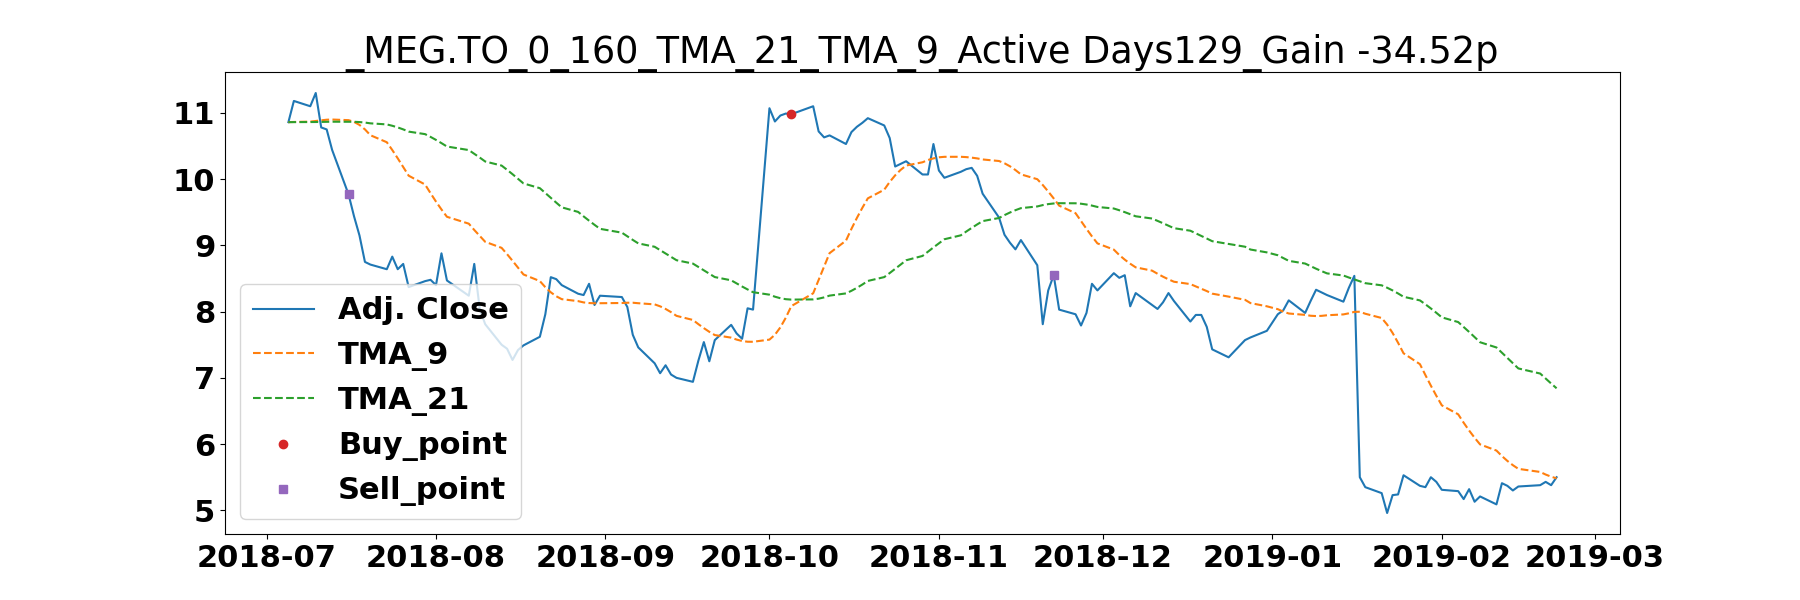 _MEG.TO_0_160_TMA_21_TMA_9_Active Days129_Gain -34.52p
11
10
9
8
7
6
5
Adj. Close
TMA_9
TMA_21
Buy_point
Sell_point
2018-07 2018-08 2018-09 2018-10 2018-11 2018-12 2019-01 2019-02 2019-03